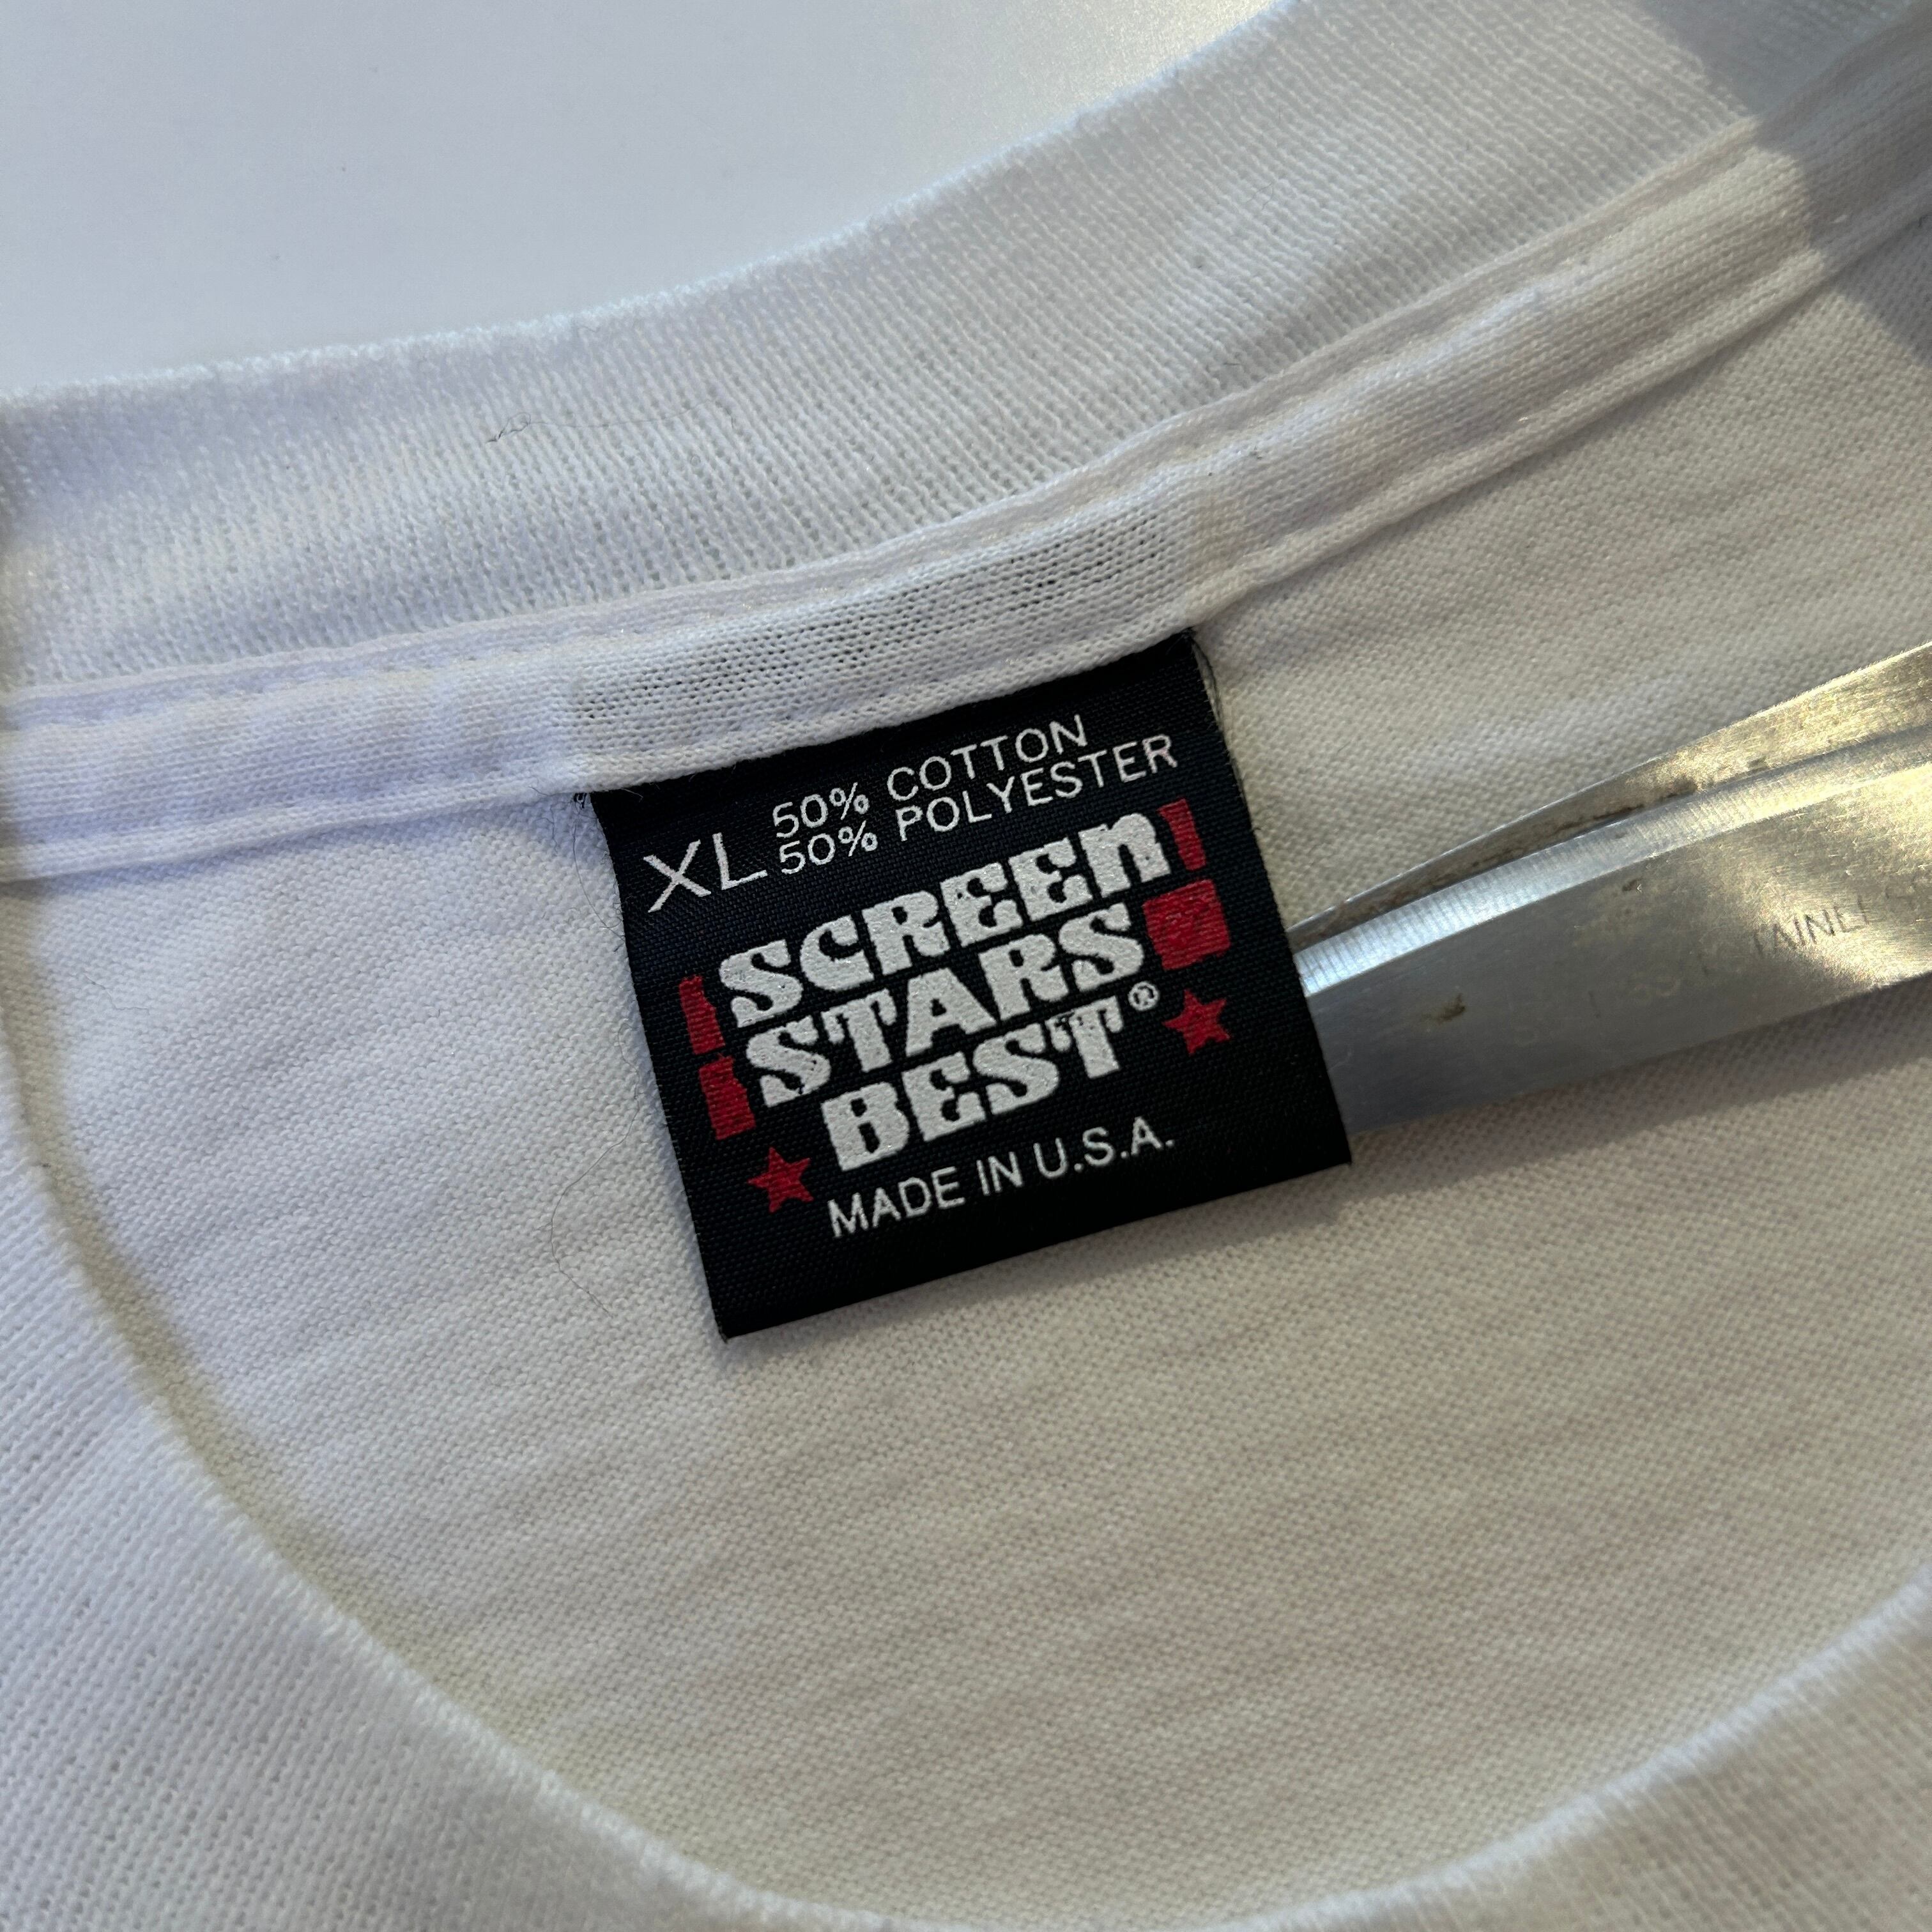 XL 50% COTTON
50% POLYESTER
SCREEN
STARS
BEST®
MADE IN U.S.A.